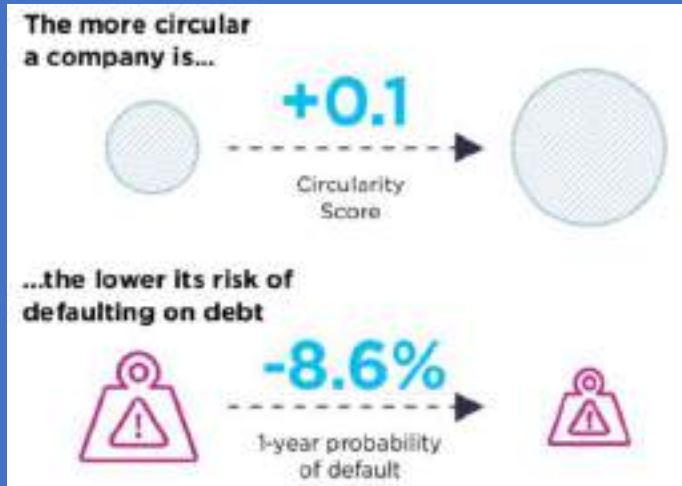 The more circular
a company is...
+0.1
Circularity
Score
...the lower its risk of
defaulting on debt
-8.6%
1-year probability
of default